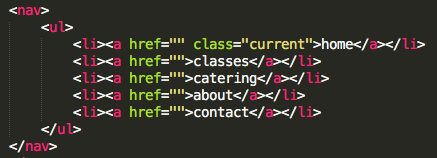 <nav>
<ul>
<li><a href="" class="current">home</a></li>
<li><a href="">classes</a></li>
<li><a href="">catering</a></li>
<li><a href="">about</a></li>
<li><a href="">contact</a></li>
</ul>
</nav>